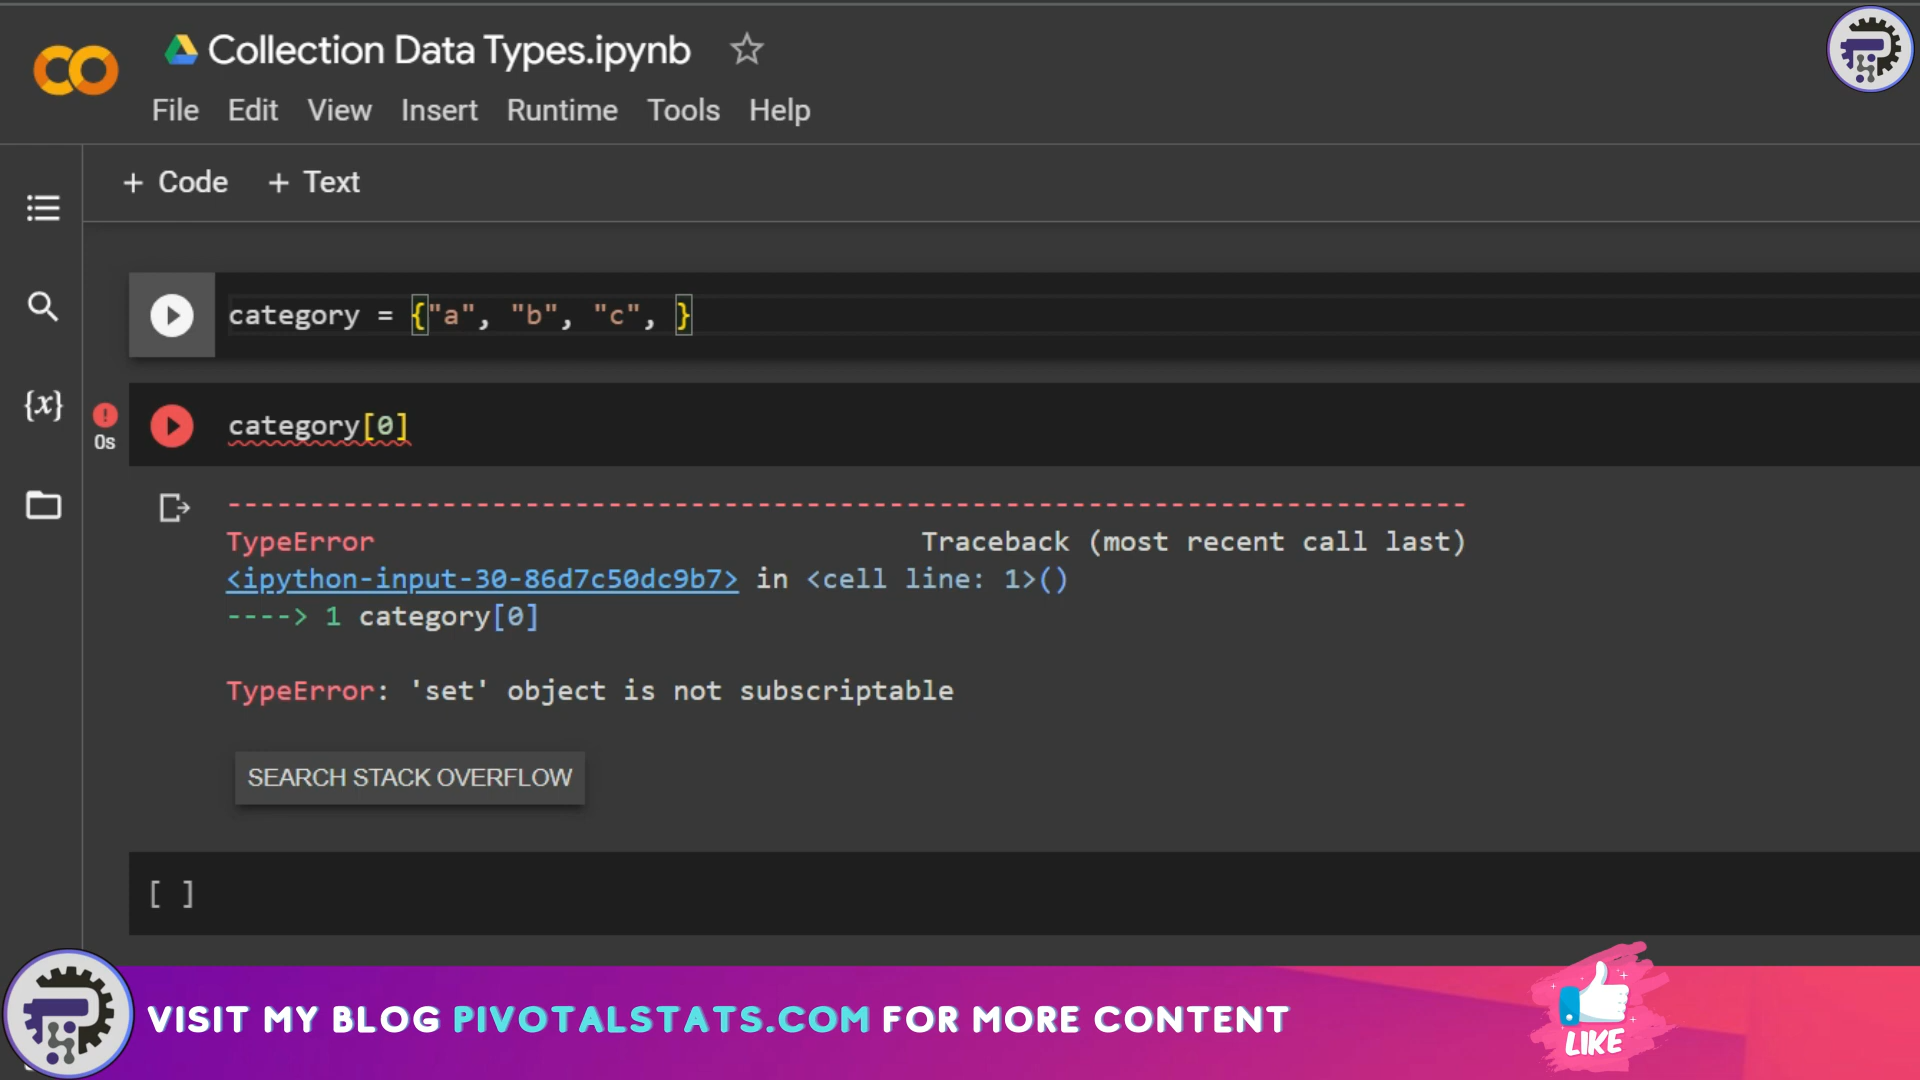 Collection Data Types.ipynb
File Edit View Insert Runtime Tools Help
+ Code + Text
category = {"a", "b", "c", }
{x}
! 
0s
category[0]
---------------------------------------------------------------------------
TypeError Traceback (most recent call last)
<ipython-input-30-86d7c50dc9b7> in <cell line: 1>()
----> 1 category[0]
TypeError: 'set' object is not subscriptable
SEARCH STACK OVERFLOW
[ ]
VISIT MY BLOG PIVOTALSTATS.COM FOR MORE CONTENT
LIKE